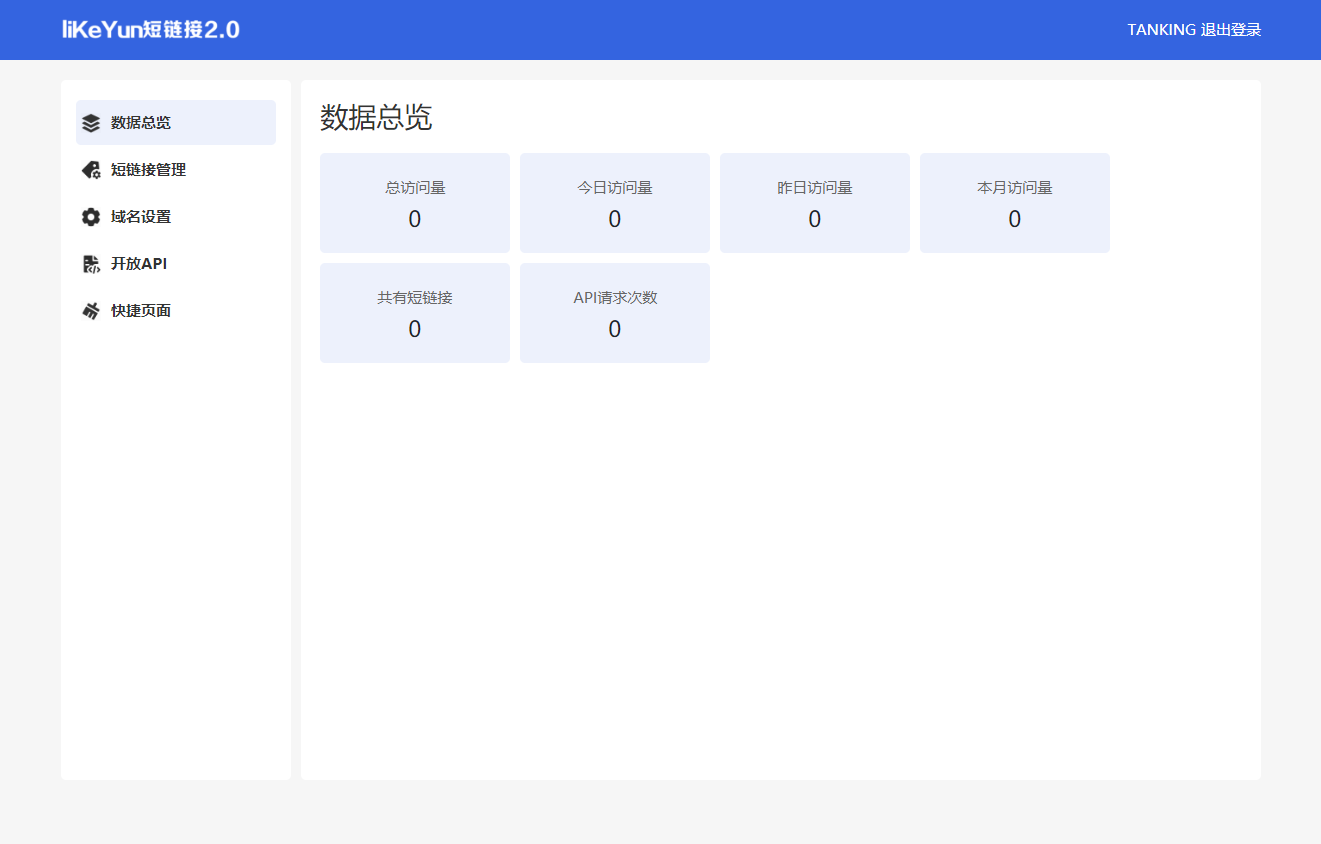 liKeYun短链接2.0
TANKING 退出登录
数据总览
短链接管理
域名设置
开放API
快捷页面
数据总览
总访问量
0
今日访问量
0
昨日访问量
0
本月访问量
0
共有短链接
0
API请求次数
0